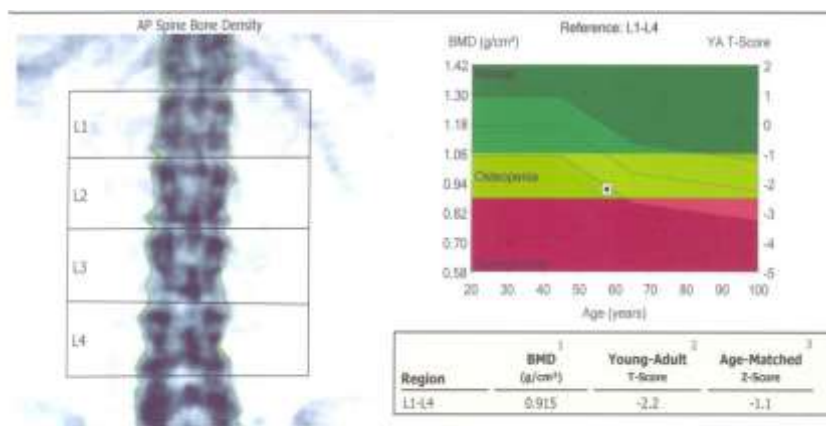 AP Spine Bone Density
L1
L2
L3
L4
Reference: L1-L4
BMD (g/cm²)
YA T-Score
1.42
1.30
1.18
1.06
0.94
0.82
0.70
0.58
2
1
0
-1
-2
-3
-4
-5
Osteopenia
20 30 40 50 60 70 80 90 100
Age (years)
1 2 3
BMD Young-Adult Age-Matched
Region (g/cm²) T-Score Z-Score
L1-L4 0.915 -2.2 -1.1